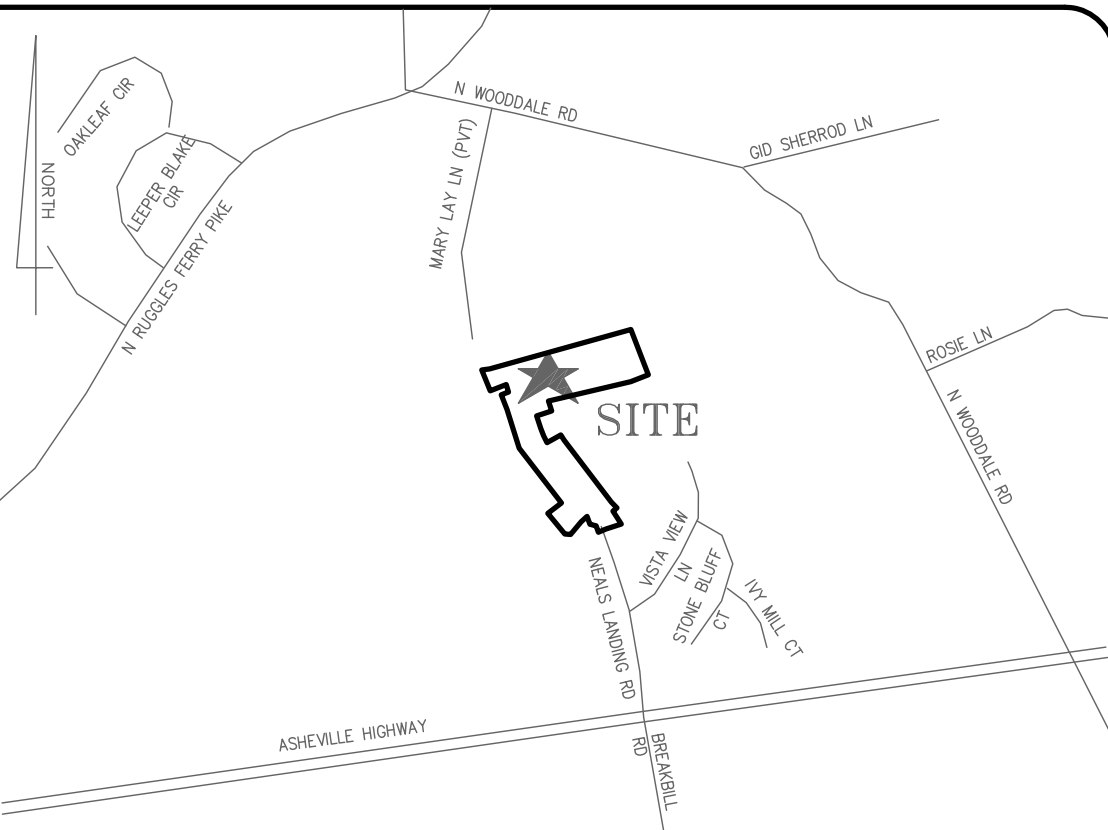 OAKLEAF CIR
N WOODDALE RD
GID SHERROD LN
LEEPER BLAKE
CIR
NORTH
MARY LAY LN (PVT)
N RUGGLES FERRY PIKE
ROSIE LN
SITE
N WOODDALE RD
VISTA VIEW
LN
STONE BLUFF
CT
IVY MILL CT
NEALS LANDING RD
ASHEVILLE HIGHWAY
BREAKBILL
RD